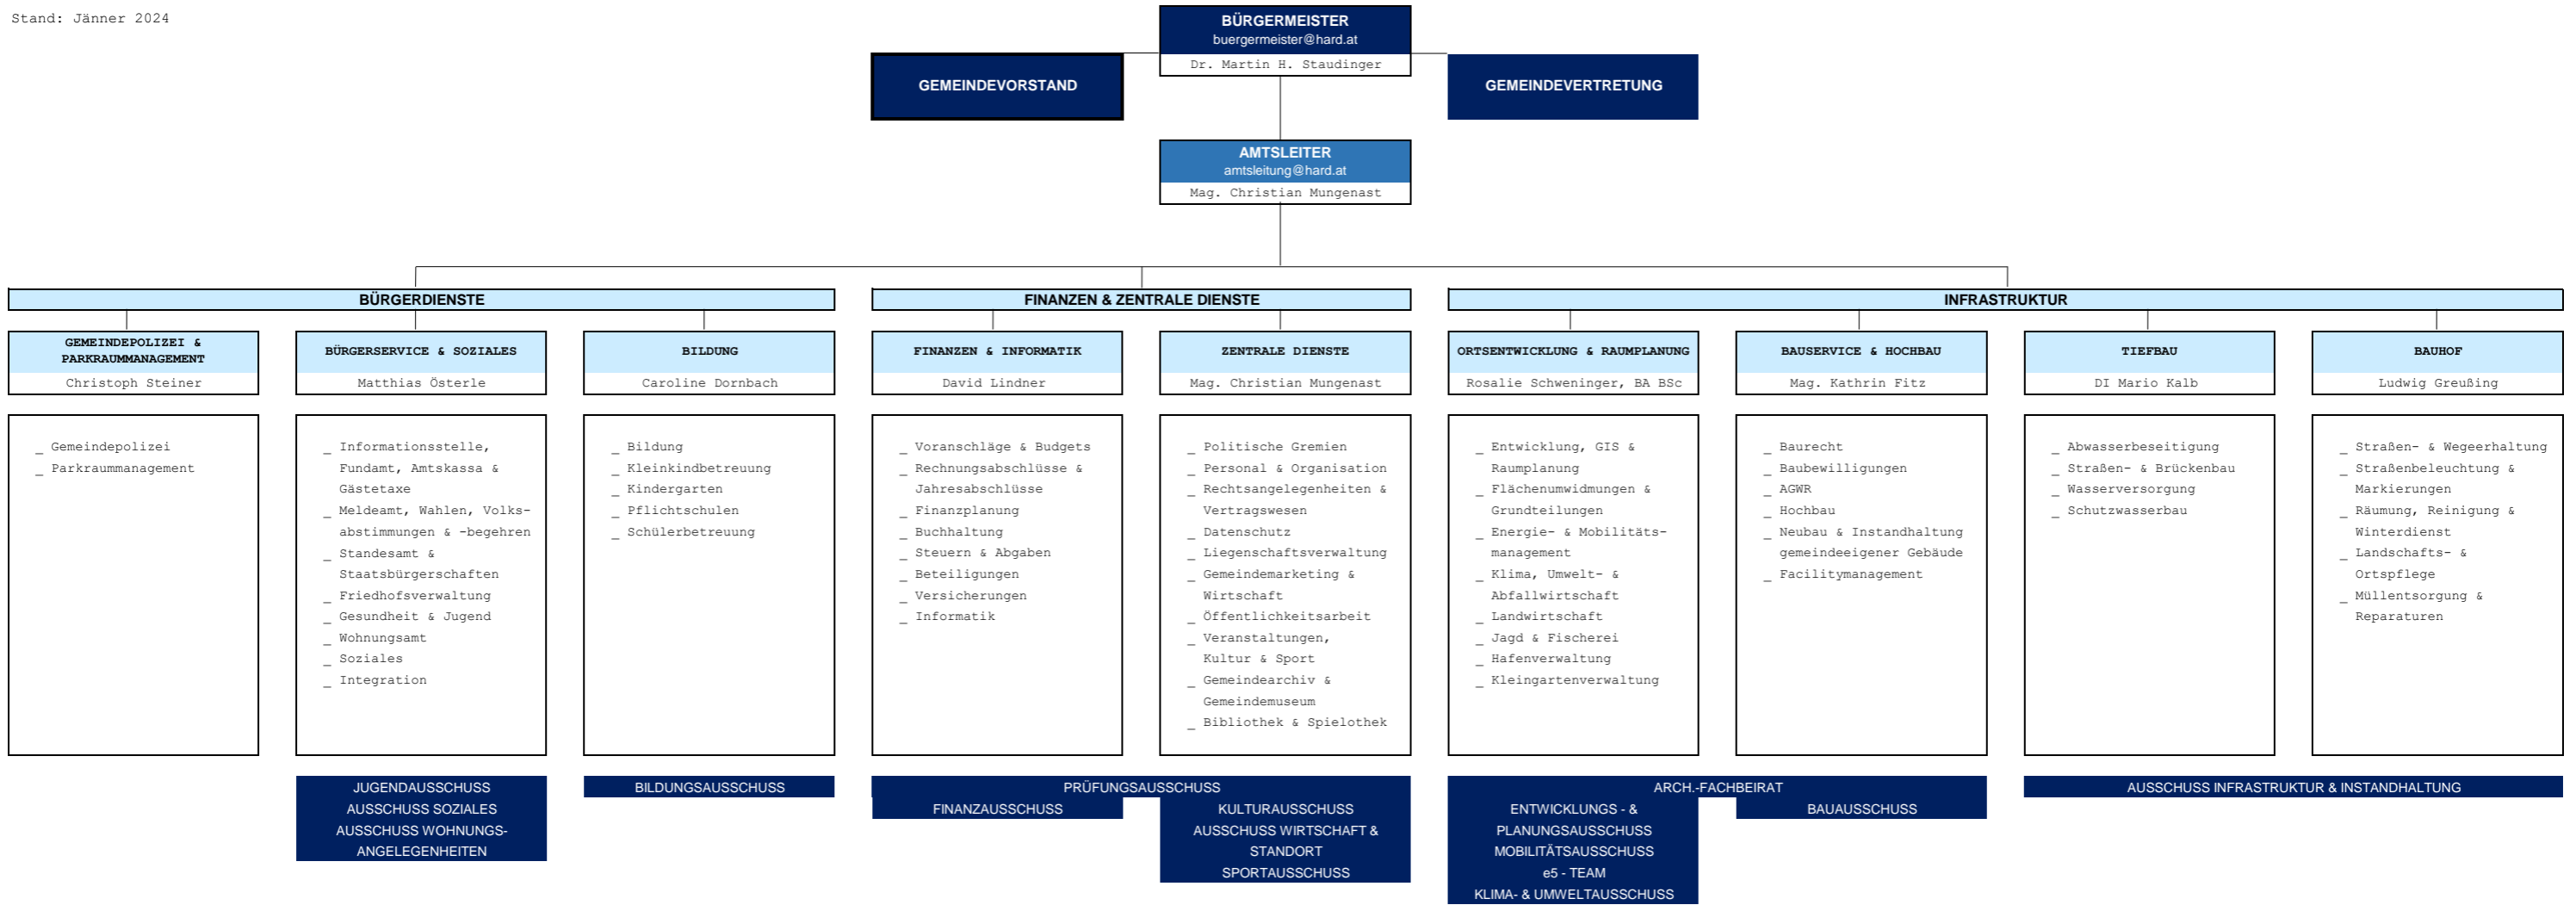 Stand: Jänner 2024
BÜRGERMEISTER
buergermeister@hard.at
Dr. Martin H. Staudinger
GEMEINDEVORSTAND
GEMEINDEVERTRETUNG
AMTSLEITER
amtsleitung@hard.at
Mag. Christian Mungenast
BÜRGERDIENSTE
GEMEINDEPOLIZEI &
PARKRAUMMANAGEMENT
Christoph Steiner
_ Gemeindepolizei
_ Parkraummanagement
BÜRGERSERVICE & SOZIALES
Matthias Österle
_ Informationsstelle,
Fundamt, Amtskassa &
Gästetaxe
_ Meldeamt, Wahlen, Volks-
abstimmungen & -begehren
_ Standesamt &
Staatsbürgerschaften
_ Friedhofsverwaltung
_ Gesundheit & Jugend
_ Wohnungsamt
_ Soziales
_ Integration
JUGENDAUSSCHUSS
AUSSCHUSS SOZIALES
AUSSCHUSS WOHNUNGS-
ANGELEGENHEITEN
BILDUNG
Caroline Dornbach
_ Bildung
_ Kleinkindbetreuung
_ Kindergarten
_ Pflichtschulen
_ Schülerbetreuung
BILDUNGSAUSSCHUSS
FINANZEN & ZENTRALE DIENSTE
FINANZEN & INFORMATIK
David Lindner
_ Voranschläge & Budgets
_ Rechnungsabschlüsse &
Jahresabschlüsse
_ Finanzplanung
_ Buchhaltung
_ Steuern & Abgaben
_ Beteiligungen
_ Versicherungen
_ Informatik
ZENTRALE DIENSTE
Mag. Christian Mungenast
_ Politische Gremien
_ Personal & Organisation
_ Rechtsangelegenheiten &
Vertragswesen
_ Datenschutz
_ Liegenschaftsverwaltung
_ Gemeindemarketing &
Wirtschaft
_ Öffentlichkeitsarbeit
_ Veranstaltungen,
Kultur & Sport
_ Gemeindearchiv &
Gemeindemuseum
_ Bibliothek & Spielothek
PRÜFUNGSAUSSCHUSS
FINANZAUSSCHUSS
KULTURAUSSCHUSS
AUSSCHUSS WIRTSCHAFT &
STANDORT
SPORTAUSSCHUSS
INFRASTRUKTUR
ORTSENTWICKLUNG & RAUMPLANUNG
Rosalie Schweninger, BA BSc
_ Entwicklung, GIS &
Raumplanung
_ Flächenumwidmungen &
Grundteilungen
_ Energie- & Mobilitäts-
management
_ Klima, Umwelt- &
Abfallwirtschaft
_ Landwirtschaft
_ Jagd & Fischerei
_ Hafenverwaltung
_ Kleingartenverwaltung
BAUSERVICE & HOCHBAU
Mag. Kathrin Fitz
_ Baurecht
_ Baubewilligungen
_ AGWR
_ Hochbau
_ Neubau & Instandhaltung
gemeindeeigener Gebäude
_ Facilitymanagement
ARCH.-FACHBEIRAT
ENTWICKLUNGS - &
PLANUNGSAUSSCHUSS
MOBILITÄTSAUSSCHUSS
e5 - TEAM
KLIMA- & UMWELTAUSSCHUSS
BAUAUSSCHUSS
TIEFBAU
DI Mario Kalb
_ Abwasserbeseitigung
_ Straßen- & Brückenbau
_ Wasserversorgung
_ Schutzwasserbau
BAUHOF
Ludwig Greußing
_ Straßen- & Wegeerhaltung
_ Straßenbeleuchtung &
Markierungen
_ Räumung, Reinigung &
Winterdienst
_ Landschafts- &
Ortspflege
_ Müllentsorgung &
Reparaturen
AUSSCHUSS INFRASTRUKTUR & INSTANDHALTUNG